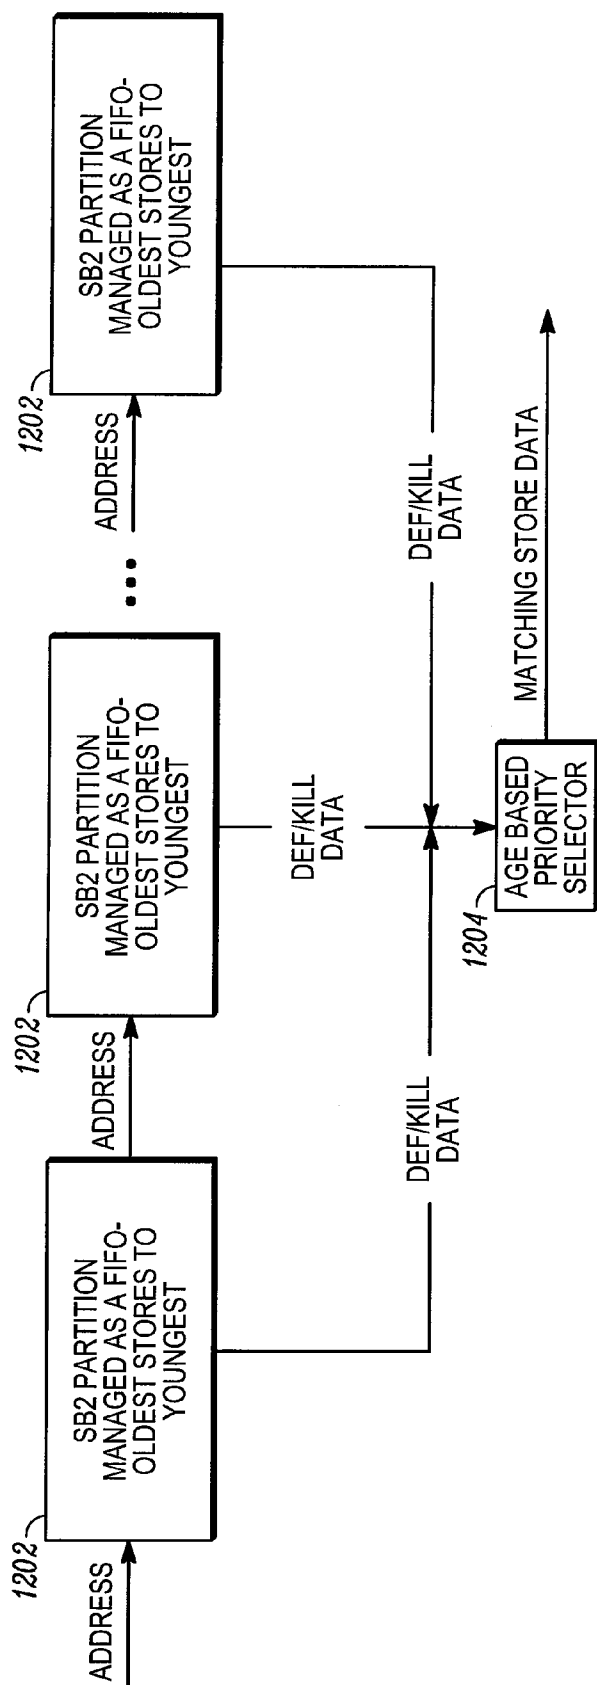 ADDRESS
1202
SB2 PARTITION
MANAGED AS A FIFO-
OLDEST STORES TO
YOUNGEST
ADDRESS
1202
SB2 PARTITION
MANAGED AS A FIFO-
OLDEST STORES TO
YOUNGEST
•••
ADDRESS
1202
SB2 PARTITION
MANAGED AS A FIFO-
OLDEST STORES TO
YOUNGEST
DEF/KILL
DATA
DEF/KILL
DATA
DEF/KILL
DATA
1204
AGE BASED
PRIORITY
SELECTOR
MATCHING STORE DATA